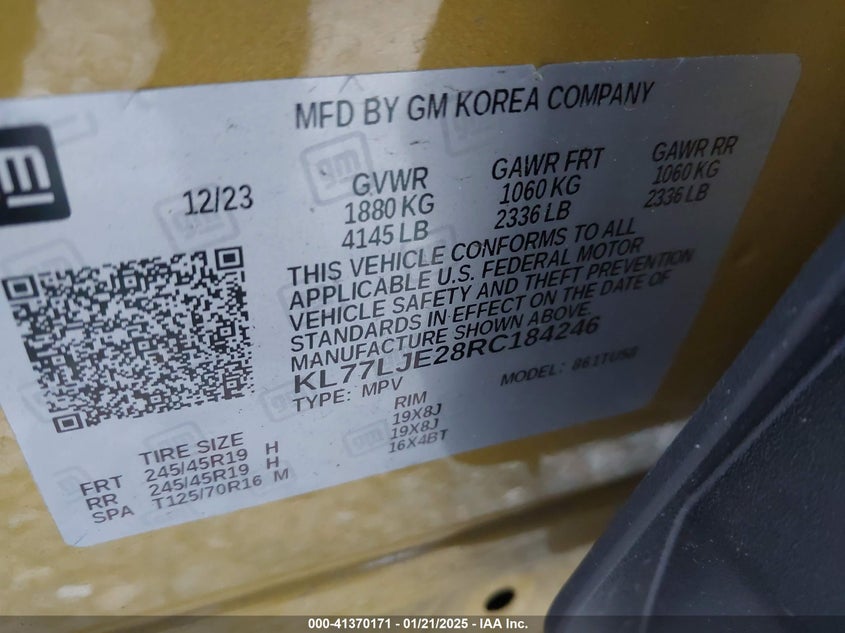 MFD BY GM KOREA COMPANY
gm
12/23
GVWR
1880 KG
4145 LB
GAWR FRT
1060 KG
2336 LB
GAWR RR
1060 KG
2336 LB
THIS VEHICLE CONFORMS TO ALL
APPLICABLE U.S. FEDERAL MOTOR
VEHICLE SAFETY AND THEFT PREVENTION
STANDARDS IN EFFECT ON THE DATE OF
MANUFACTURE SHOWN ABOVE.
KL77LJE28RC184246
TYPE: MPV
MODEL:
TIRE SIZE RIM
FRT 245/45R19 H 19X8J
RR 245/45R19 H 19X8J
SPA T125/70R16 M 16X4BT
000-41370171 - 01/21/2025 - IAA Inc.